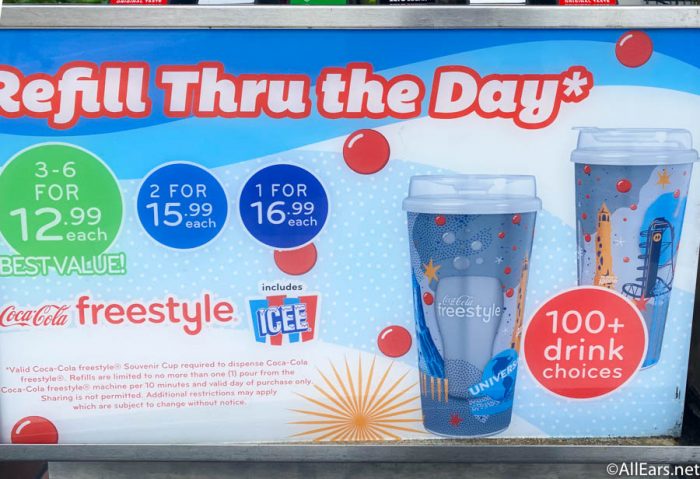 Refill Thru the Day*
3-6
FOR
12.99
each
BEST VALUE!
2 FOR
15.99
each
1 FOR
16.99
each
Coca-Cola freestyle
includes
ICEE
*Valid Coca-Cola freestyle® Souvenir Cup required to dispense Coca-Cola
freestyle®. Refills are limited to no more than one (1) pour from the
Coca-Cola freestyle® machine per 10 minutes and valid day of purchase only.
Sharing is not permitted. Additional restrictions may apply
which are subject to change without notice.
Coca-Cola
freestyle
UNIVERS
100+
drink
choices
©AllEars.net